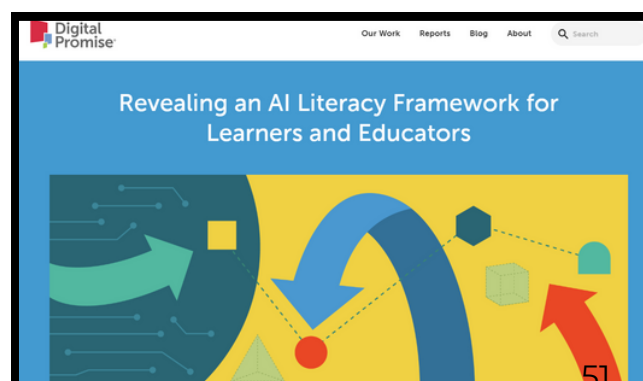 Digital
Promise
Our Work Reports Blog About Search
Revealing an AI Literacy Framework for
Learners and Educators
51